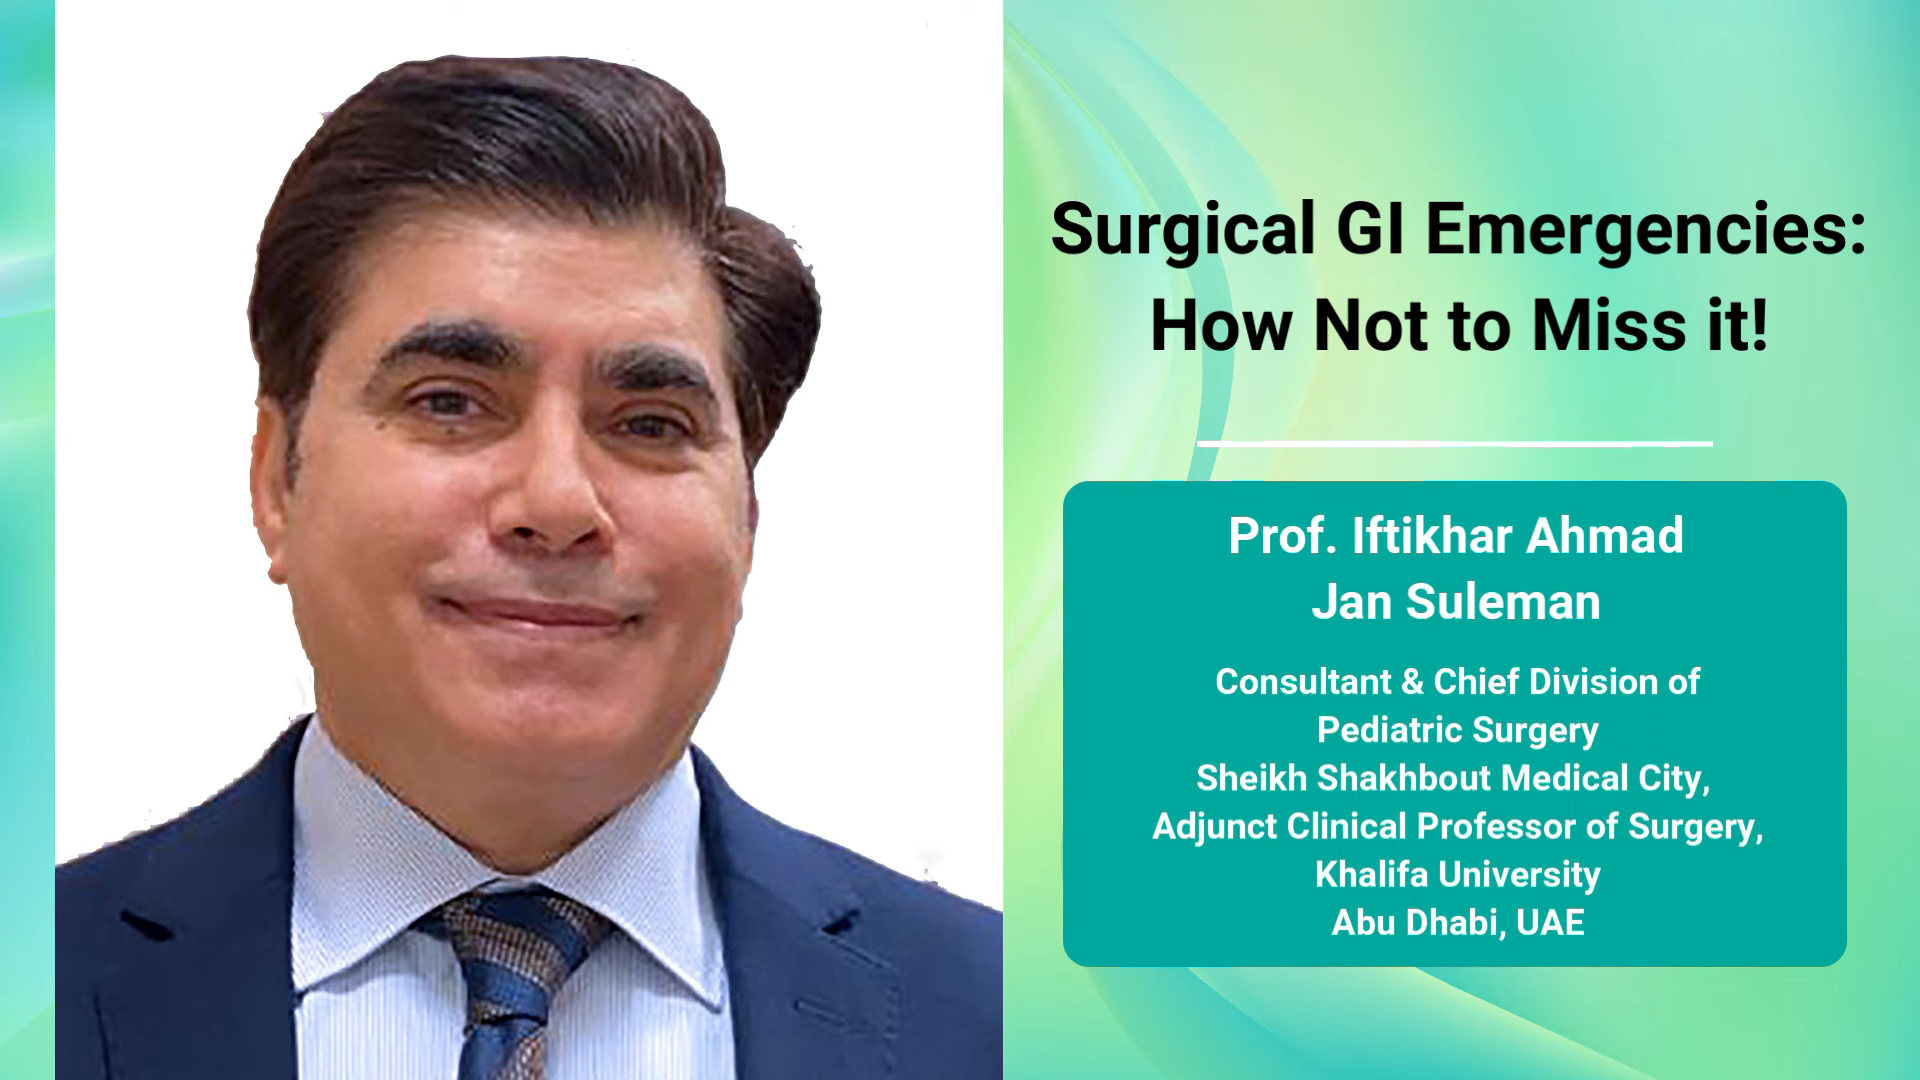 Surgical GI Emergencies:
How Not to Miss it!
Prof. Iftikhar Ahmad
Jan Suleman
Consultant & Chief Division of
Pediatric Surgery
Sheikh Shakhbout Medical City,
Adjunct Clinical Professor of Surgery,
Khalifa University
Abu Dhabi, UAE